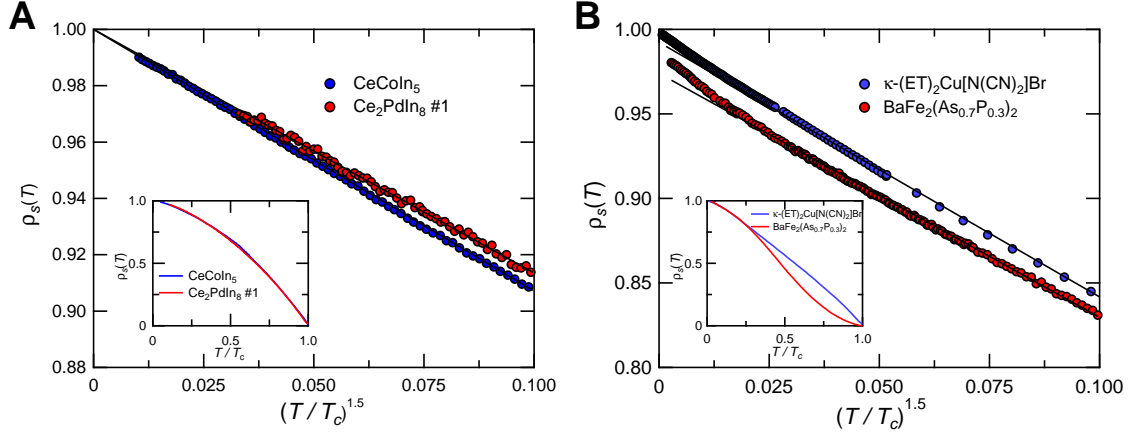 A
1.00
0.98
0.96
0.94
0.92
0.90
0.88
ρs(T)
CeCoIn5
Ce2PdIn8 #1
1.0
0.5
0
ρs(T)
CeCoIn5
Ce2PdIn8 #1
0
0.5
1.0
T / Tc
0
0.025
0.050
0.075
0.100
(T / Tc)1.5
B
1.00
0.95
0.90
0.85
0.80
ρs(T)
κ-(ET)2Cu[N(CN)2]Br
BaFe2(As0.7P0.3)2
1.0
0.5
0
ρs(T)
κ-(ET)2Cu[N(CN)2]Br
BaFe2(As0.7P0.3)2
0
0.5
1.0
T / Tc
0
0.025
0.050
0.075
0.100
(T / Tc)1.5